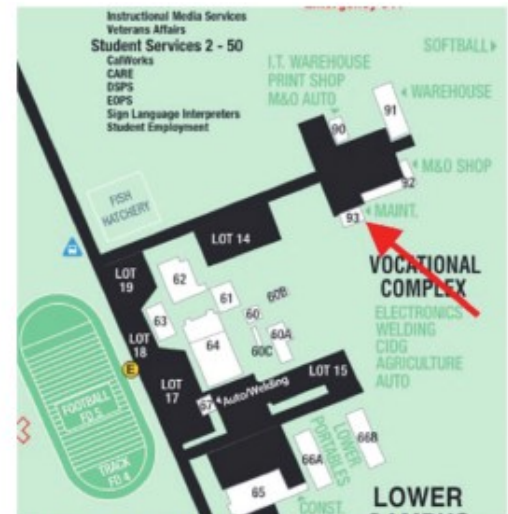 Instructional Media Services
Veterans Affairs
Student Services 2 - 50
CalWorks
CARE
DSPS
EOPS
Sign Language Interpreters
Student Employment
SOFTBALL
I.T. WAREHOUSE
PRINT SHOP
M&O AUTO
91
WAREHOUSE
90
M&O SHOP
92
93
MAINT.
FISH
HATCHERY
LOT 14
VOCATIONAL
COMPLEX
ELECTRONICS
WELDING
CIDG
AGRICULTURE
AUTO
LOT
19
62
61
60B
63
60
60A
LOT
18
64
60C
E
LOT
17
LOT 15
57
Auto/Welding
FOOTBALL
FD.5
TRACK
FD.4
LOWER
PORTABLES
66A
66B
65
CONST.
LOWER